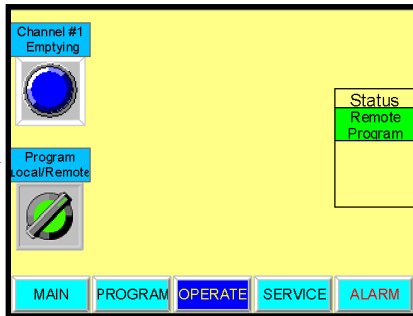 Channel #1
Emptying
Status
Remote
Program
Program
Local/Remote
MAIN
PROGRAM
OPERATE
SERVICE
ALARM